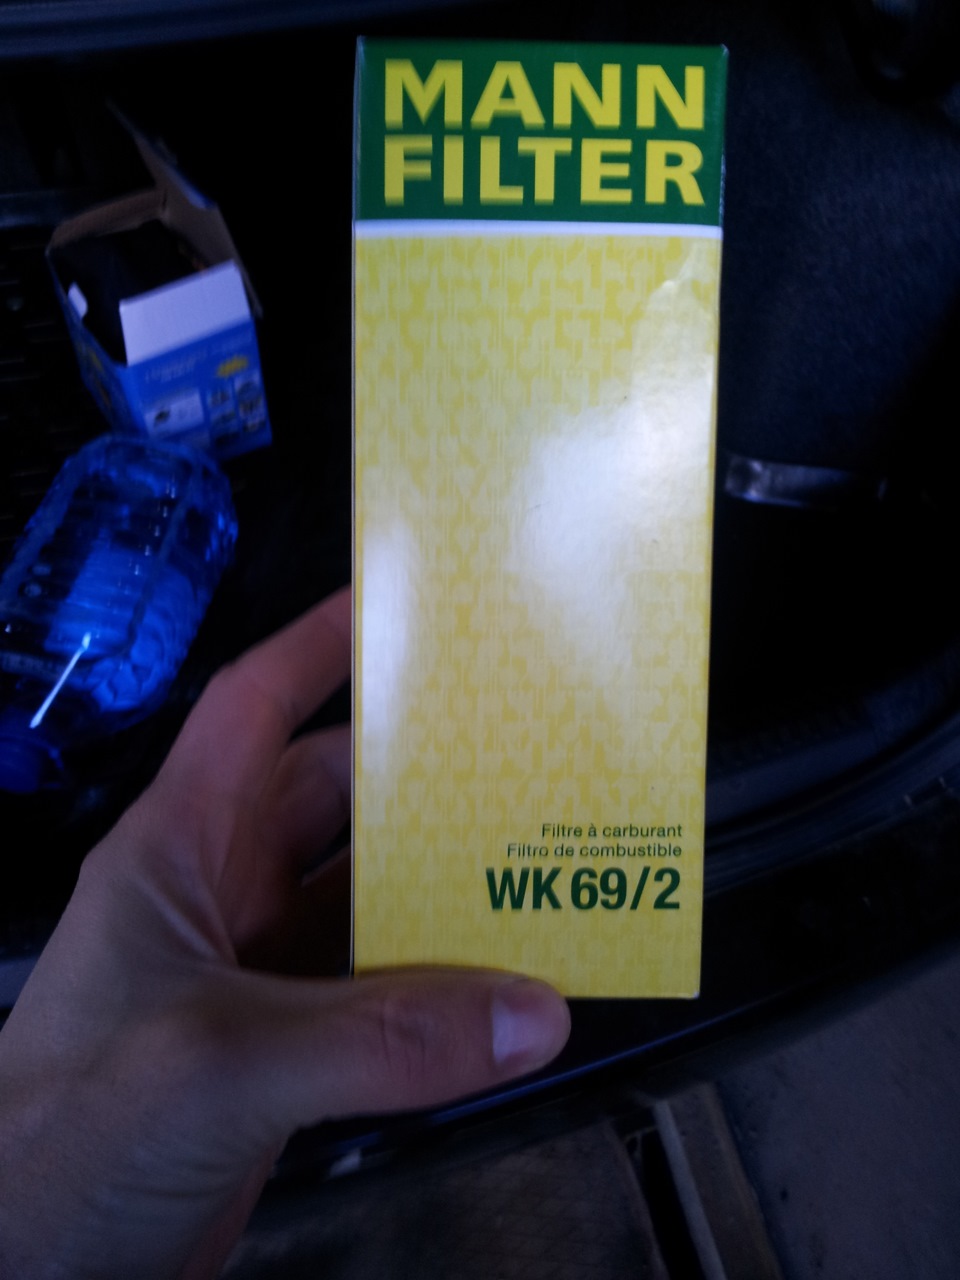 MANN
FILTER
Filtre à carburant
Filtro de combustible
WK 69/2